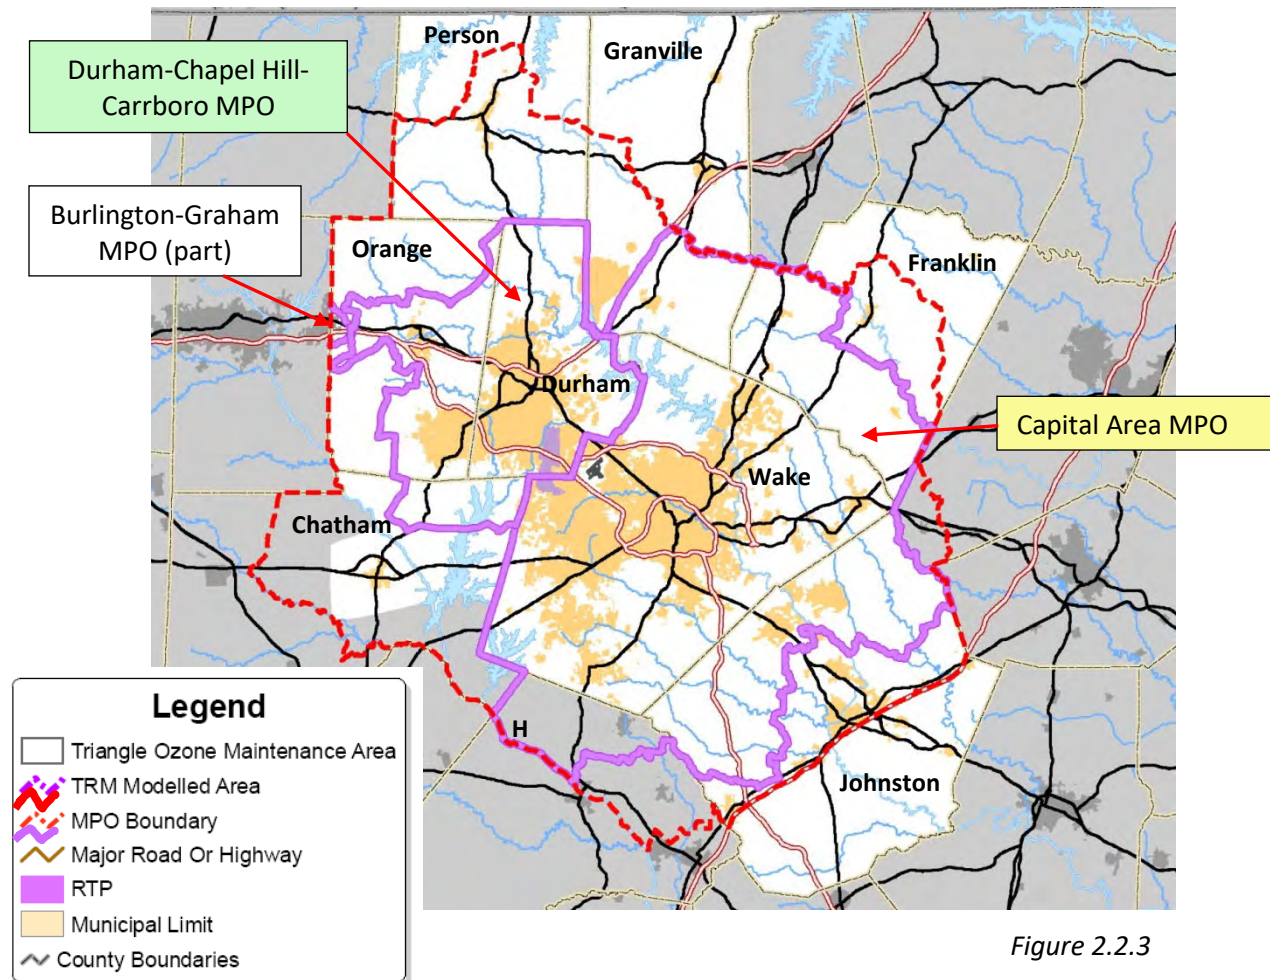 Person
Granville
Durham-Chapel Hill-
Carrboro MPO
Burlington-Graham
MPO (part)
Orange
Franklin
Durham
Capital Area MPO
Wake
Chatham
H
Johnston
Legend
Triangle Ozone Maintenance Area
TRM Modelled Area
MPO Boundary
Major Road Or Highway
RTP
Municipal Limit
County Boundaries
Figure 2.2.3